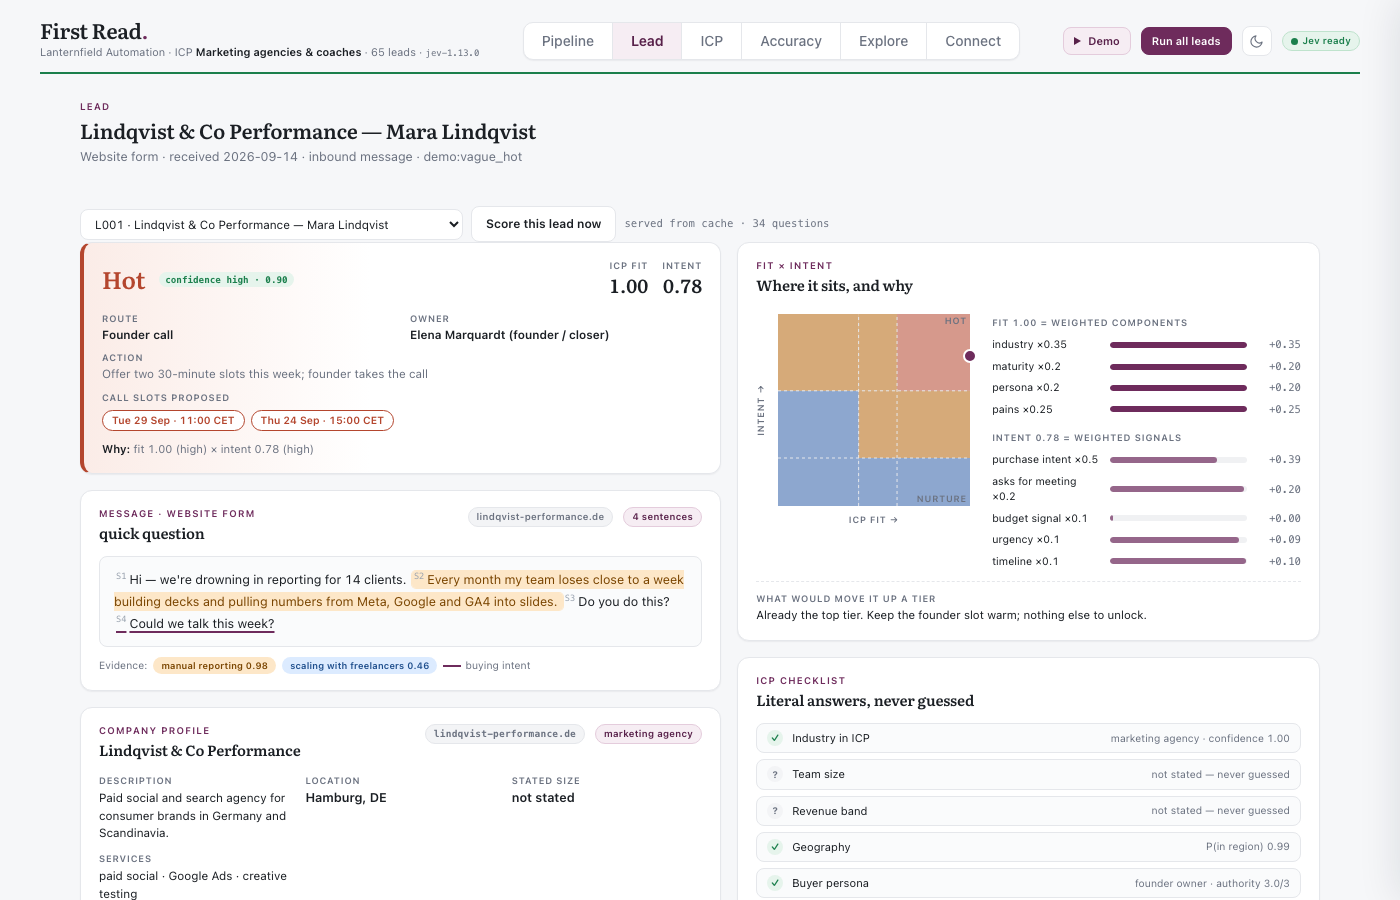 First Read.
Lanternfield Automation · ICP Marketing agencies & coaches · 65 leads · jev-1.13.0
Pipeline
Lead
ICP
Accuracy
Explore
Connect
Demo
Run all leads
Jev ready
LEAD
Lindqvist & Co Performance — Mara Lindqvist
Website form · received 2026-09-14 · inbound message · demo:vague_hot
L001 · Lindqvist & Co Performance — Mara Lindqvist
Score this lead now
served from cache · 34 questions
Hot
confidence high · 0.90
ICP FIT
1.00
INTENT
0.78
ROUTE
Founder call
OWNER
Elena Marquardt (founder / closer)
ACTION
Offer two 30-minute slots this week; founder takes the call
CALL SLOTS PROPOSED
Tue 29 Sep · 11:00 CET
Thu 24 Sep · 15:00 CET
Why: fit 1.00 (high) × intent 0.78 (high)
MESSAGE · WEBSITE FORM
quick question
lindqvist-performance.de
4 sentences
S1 Hi — we're drowning in reporting for 14 clients. S2 Every month my team loses close to a week
building decks and pulling numbers from Meta, Google and GA4 into slides. S3 Do you do this?
S4 Could we talk this week?
Evidence:
manual reporting 0.98
scaling with freelancers 0.46
buying intent
COMPANY PROFILE
Lindqvist & Co Performance
lindqvist-performance.de
marketing agency
DESCRIPTION
Paid social and search agency for
consumer brands in Germany and
Scandinavia.
LOCATION
Hamburg, DE
STATED SIZE
not stated
SERVICES
paid social · Google Ads · creative
testing
FIT × INTENT
Where it sits, and why
HOT
NURTURE
INTENT →
ICP FIT →
FIT 1.00 = WEIGHTED COMPONENTS
industry ×0.35 +0.35
maturity ×0.2 +0.20
persona ×0.2 +0.20
pains ×0.25 +0.25
INTENT 0.78 = WEIGHTED SIGNALS
purchase intent ×0.5 +0.39
asks for meeting
×0.2
+0.20
budget signal ×0.1 +0.00
urgency ×0.1 +0.09
timeline ×0.1 +0.10
WHAT WOULD MOVE IT UP A TIER
Already the top tier. Keep the founder slot warm; nothing else to unlock.
ICP CHECKLIST
Literal answers, never guessed
Industry in ICP
marketing agency · confidence 1.00
? Team size
not stated — never guessed
? Revenue band
not stated — never guessed
Geography
P(in region) 0.99
Buyer persona
founder owner · authority 3.0/3